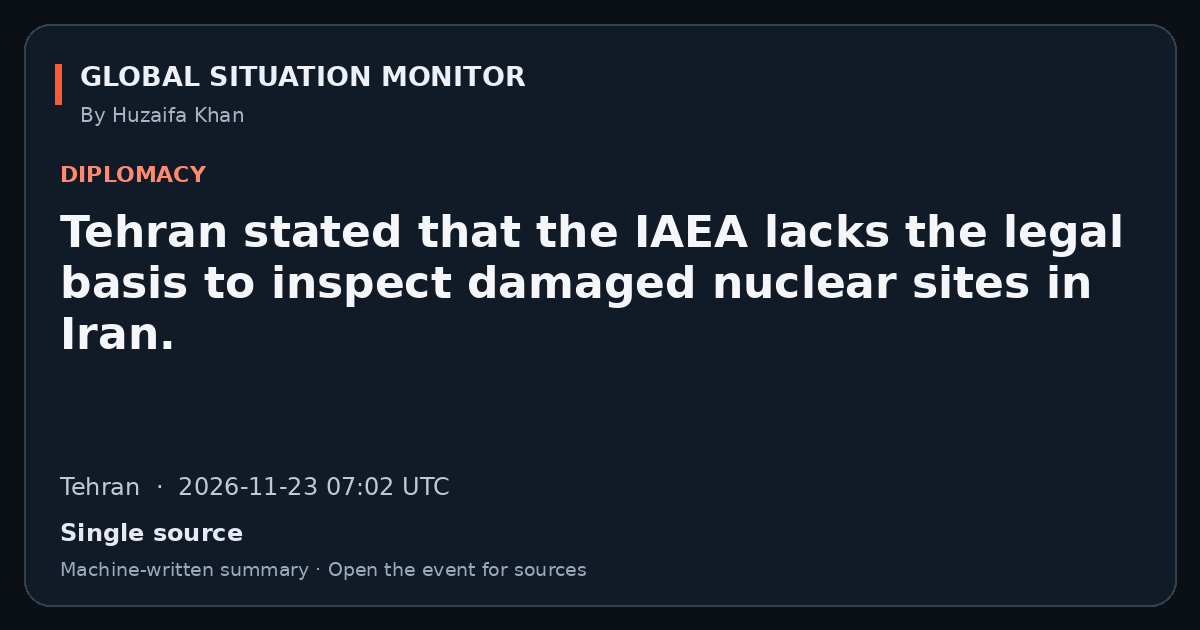 GLOBAL SITUATION MONITOR
By Huzaifa Khan
DIPLOMACY
Tehran stated that the IAEA lacks the legal
basis to inspect damaged nuclear sites in
Iran.
Tehran · 2026-11-23 07:02 UTC
Single source
Machine-written summary · Open the event for sources